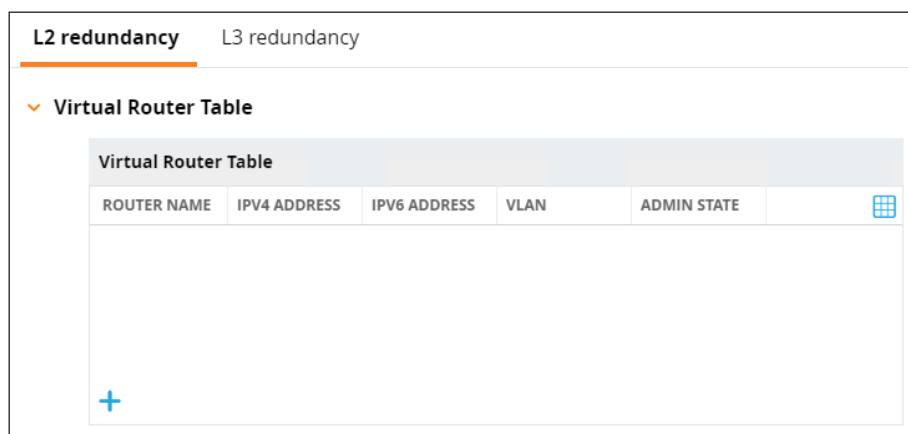 L2 redundancy L3 redundancy
Virtual Router Table
Virtual Router Table
ROUTER NAME IPV4 ADDRESS IPV6 ADDRESS VLAN ADMIN STATE